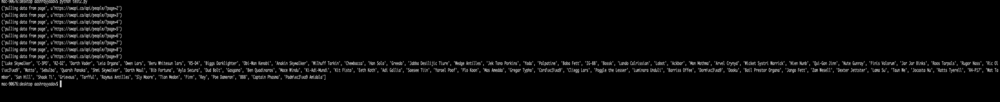 mac-90676:desktop aashrayyadav$ python test2.py
('pulling data from page', u'https://swapi.co/api/people/?page=2')
('pulling data from page', u'https://swapi.co/api/people/?page=3')
('pulling data from page', u'https://swapi.co/api/people/?page=4')
('pulling data from page', u'https://swapi.co/api/people/?page=5')
('pulling data from page', u'https://swapi.co/api/people/?page=6')
('pulling data from page', u'https://swapi.co/api/people/?page=7')
('pulling data from page', u'https://swapi.co/api/people/?page=8')
('pulling data from page', u'https://swapi.co/api/people/?page=9')
['Luke Skywalker', 'C-3PO', 'R2-D2', 'Darth Vader', 'Leia Organa', 'Owen Lars', 'Beru Whitesun lars', 'R5-D4', 'Biggs Darklighter', 'Obi-Wan Kenobi', 'Anakin Skywalker', 'Wilhuff Tarkin', 'Chewbacca', 'Han Solo', 'Greedo', 'Jabba Desilijic Tiure', 'Wedge Antilles', 'Jek Tono Porkins', 'Yoda', 'Palpatine', 'Boba Fett', 'IG-88', 'Bossk', 'Lando Calrissian', 'Lobot', 'Ackbar', 'Mon Mothma', 'Arvel Crynyd', 'Wicket Systri Warrick', 'Nien Nunb', 'Qui-Gon Jinn', 'Nute Gunray', 'Finis Valorum', 'Jar Jar Binks', 'Roos Tarpals', 'Rugor Nass', 'Ric Ol
i\xc3\xa9', 'Watto', 'Sebulba', 'Quarsh Panaka', 'Shmi Skywalker', 'Darth Maul', 'Bib Fortuna', 'Ayla Secura', 'Dud Bolt', 'Gasgano', 'Ben Quadinaros', 'Mace Windu', 'Ki-Adi-Mundi', 'Kit Fisto', 'Eeth Koth', 'Adi Gallia', 'Saesee Tiin', 'Yarael Poof', 'Plo Koon', 'Mas Amedda', 'Gregar Typho', 'Cord\xc3\xa9', 'Cliegg Lars', 'Poggle the Lesser', 'Luminara Unduli', 'Barriss Offee', 'Dorm\xc3\xa9', 'Dooku', 'Bail Prestor Organa', 'Jango Fett', 'Zam Wesell', 'Dexter Jettster', 'Lama Su', 'Taun We', 'Jocasta Nu', 'Ratts Tyerell', 'R4-P17', 'Wat Ta
mbor', 'San Hill', 'Shaak Ti', 'Grievous', 'Tarfful', 'Raymus Antilles', 'Sly Moore', 'Tion Medon', 'Finn', 'Rey', 'Poe Dameron', 'BB8', 'Captain Phasma', 'Padm\xc3\xa9 Amidala']
mac-90676:desktop aashrayyadav$